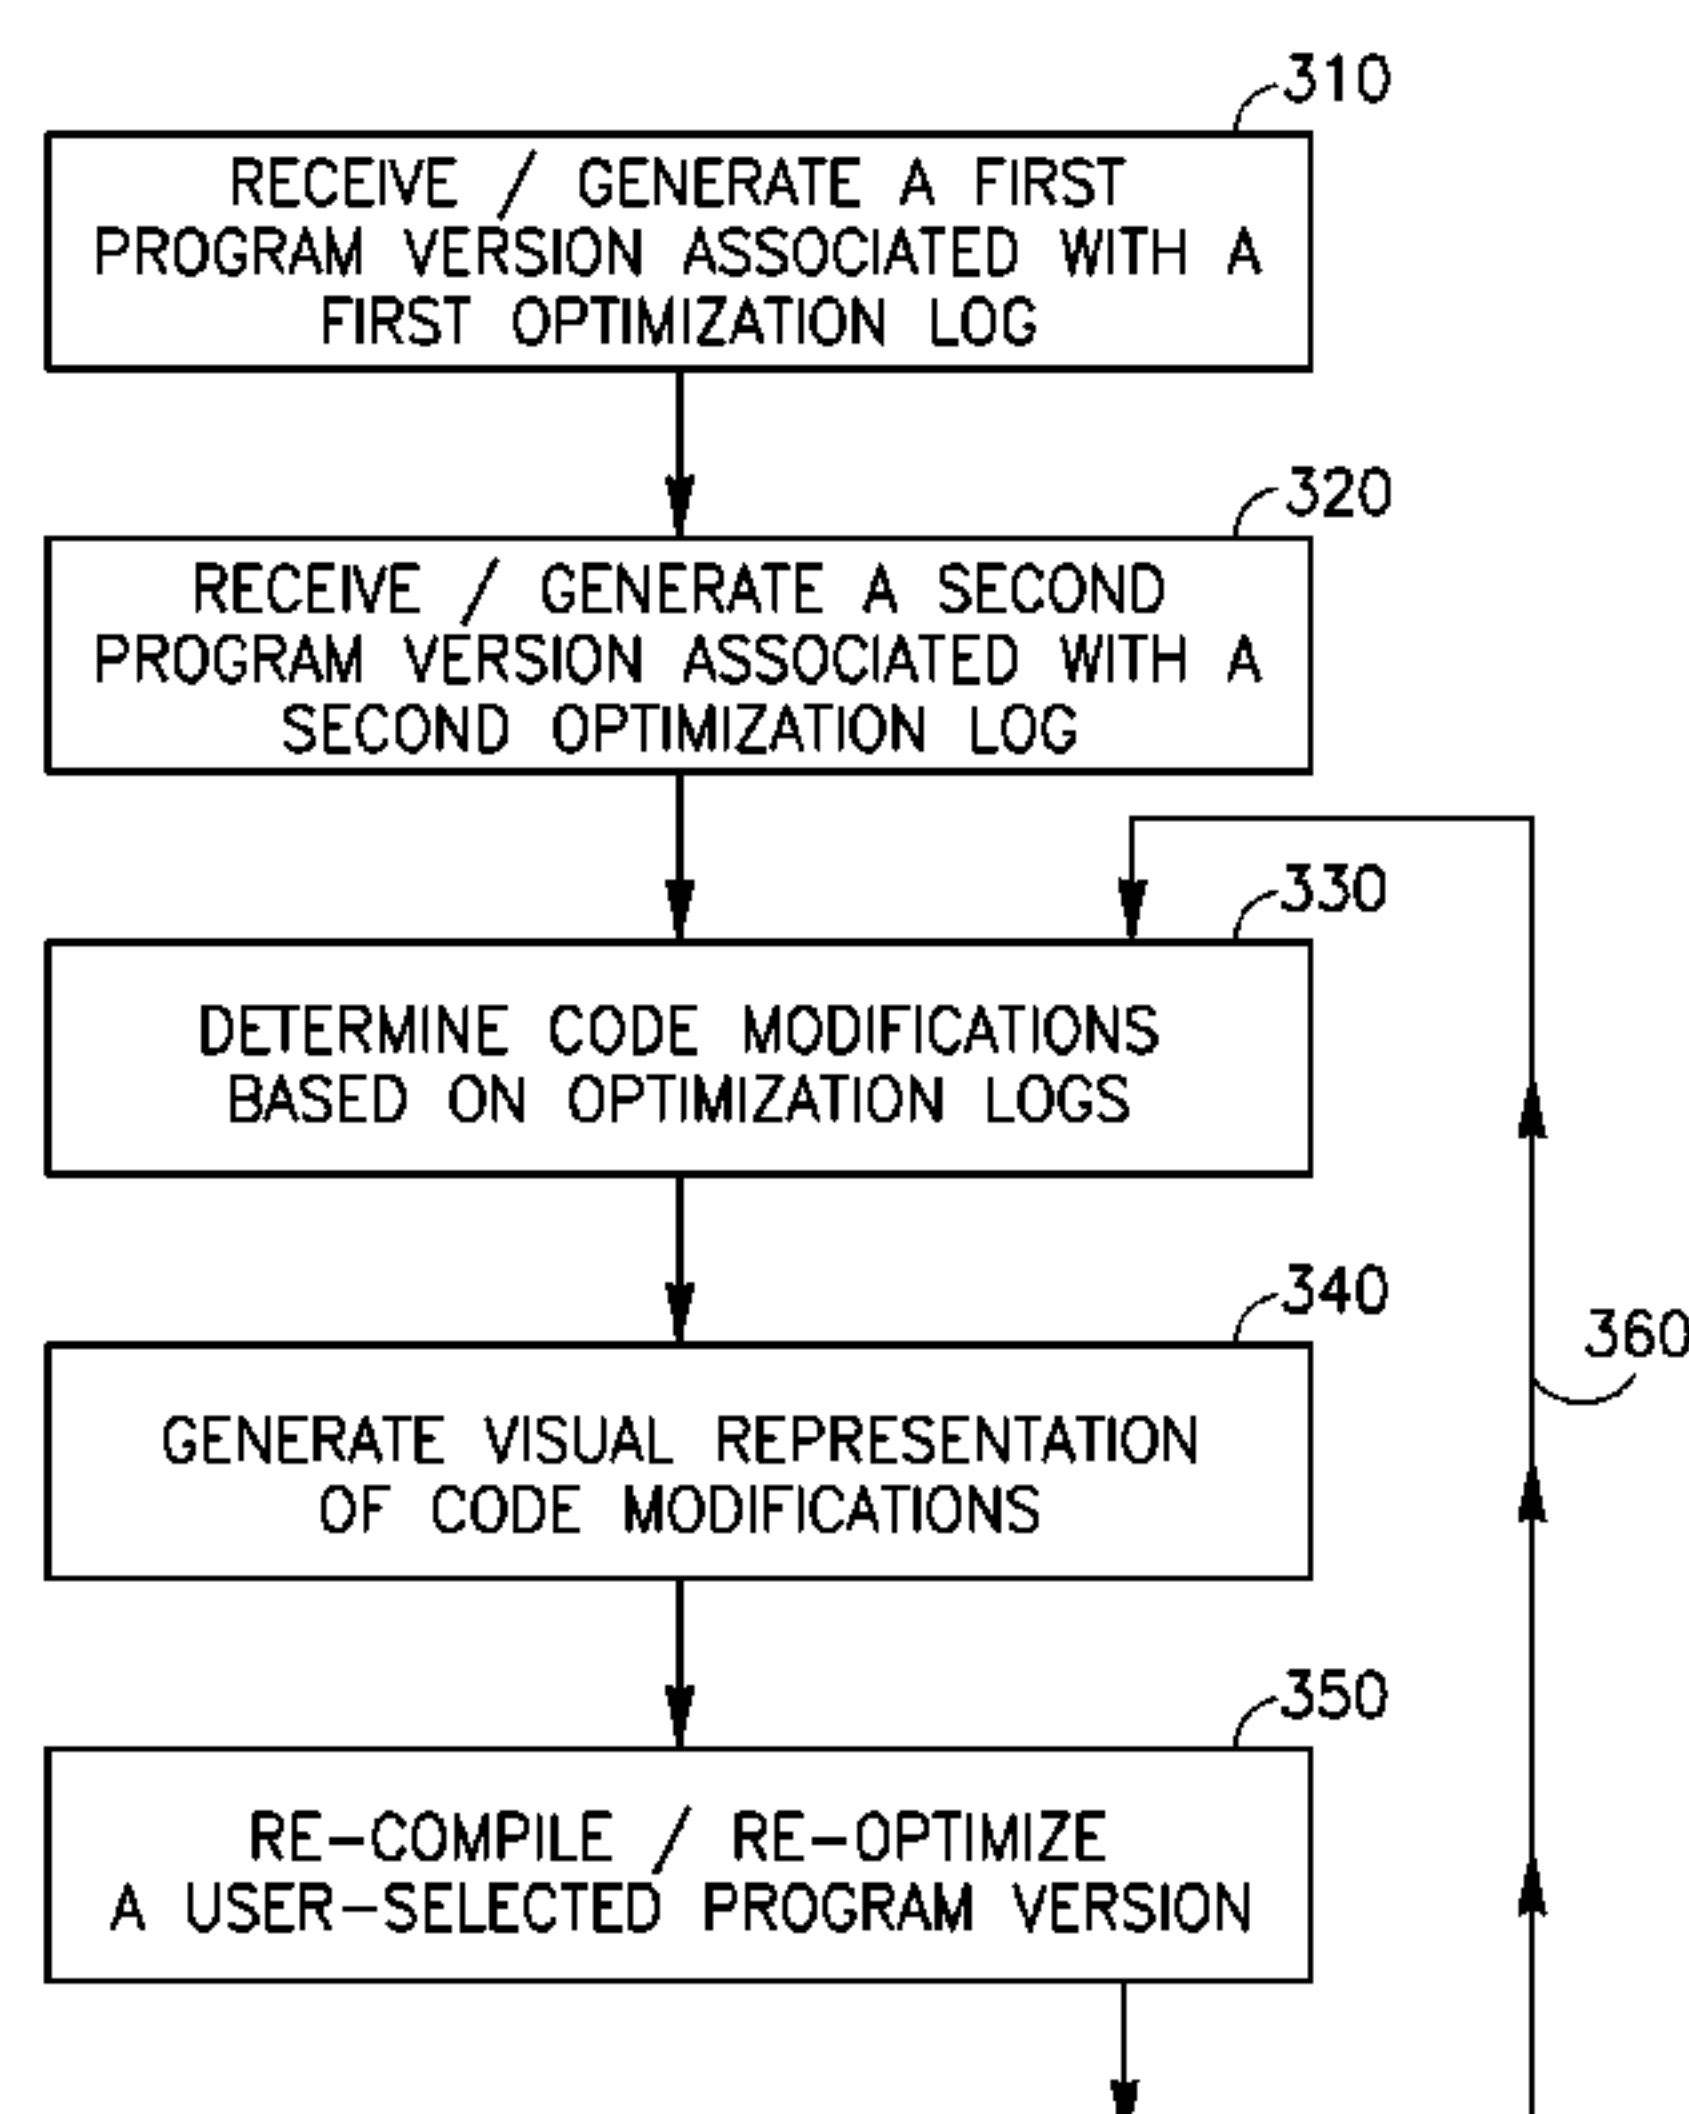 310
RECEIVE / GENERATE A FIRST
PROGRAM VERSION ASSOCIATED WITH A
FIRST OPTIMIZATION LOG
320
RECEIVE / GENERATE A SECOND
PROGRAM VERSION ASSOCIATED WITH A
SECOND OPTIMIZATION LOG
330
DETERMINE CODE MODIFICATIONS
BASED ON OPTIMIZATION LOGS
340
360
GENERATE VISUAL REPRESENTATION
OF CODE MODIFICATIONS
350
RE-COMPILE / RE-OPTIMIZE
A USER-SELECTED PROGRAM VERSION